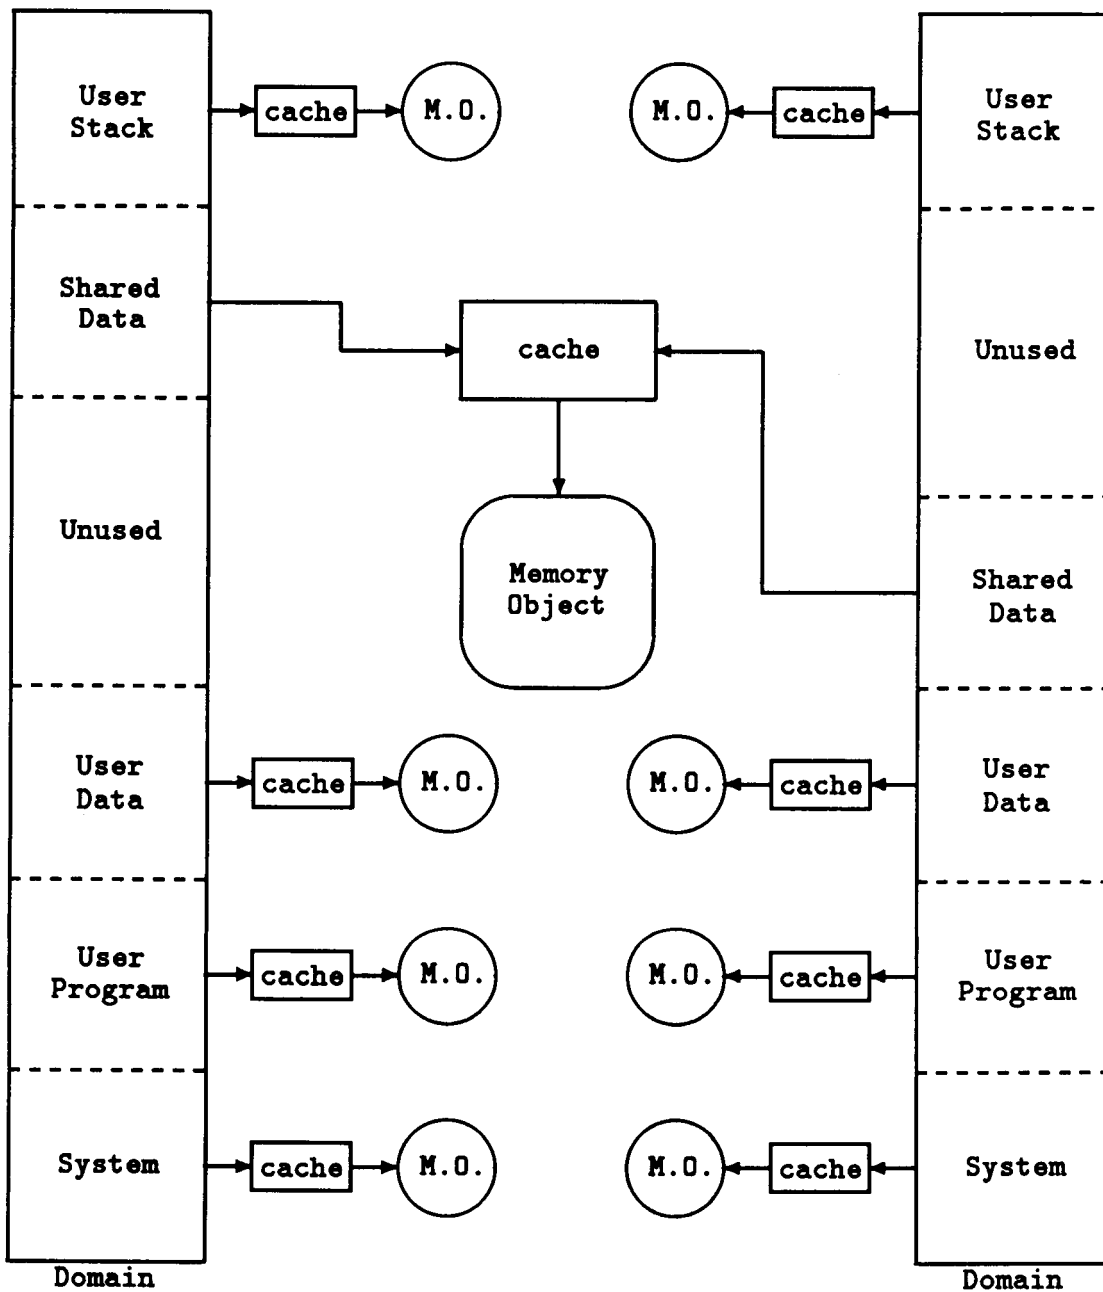 User
Stack
cache
M.O.
M.O.
cache
User
Stack
Shared
Data
cache
Unused
Unused
Memory
Object
Shared
Data
User
Data
cache
M.O.
M.O.
cache
User
Data
User
Program
cache
M.O.
M.O.
cache
User
Program
System
cache
M.O.
M.O.
cache
System
Domain
Domain